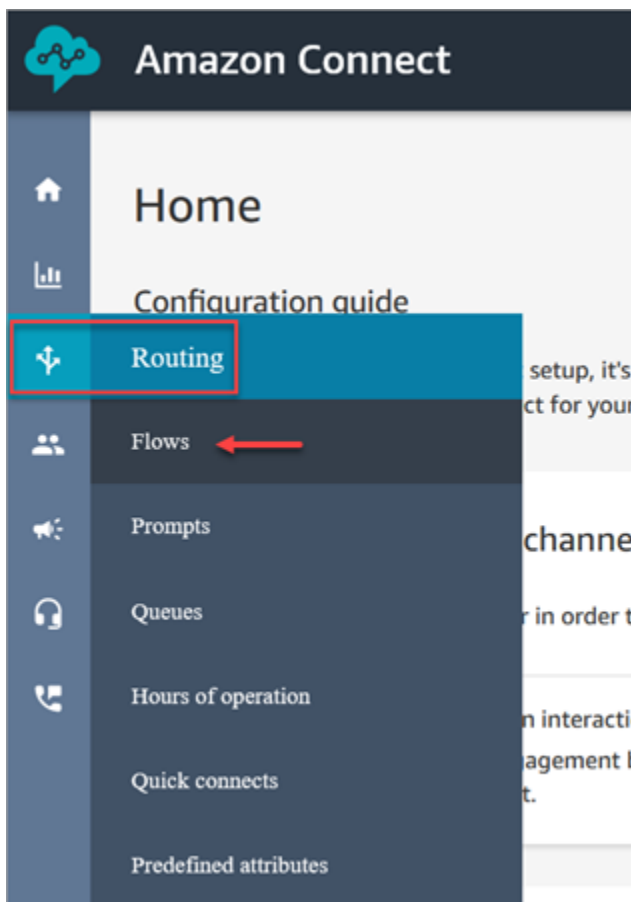 Amazon Connect
Home
Configuration guide
Routing
setup, it's
ct for your
Flows
Prompts
channe
Queues
r in order t
Hours of operation
n interacti
agement b
Quick connects
t.
Predefined attributes